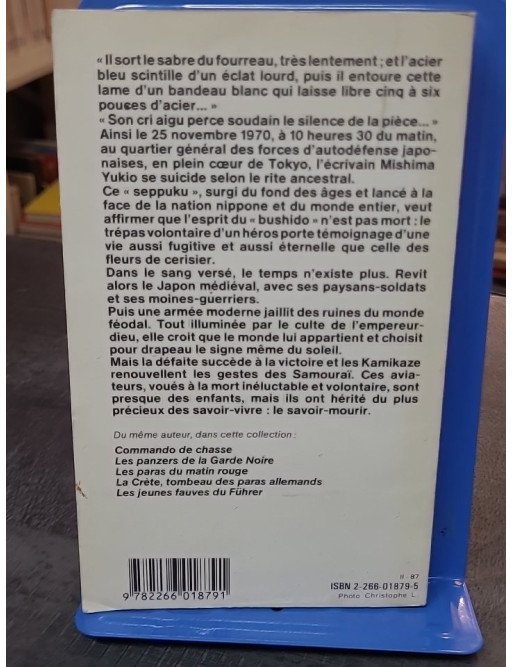 « Il sort le sabre du fourreau, très lentement ; et l'acier
bleu scintille d'un éclat lourd, puis il entoure cette
lame d'un bandeau blanc qui laisse libre cinq à six
pouces d'acier... »
« Son cri aigu perce soudain le silence de la pièce... »
Ainsi le 25 novembre 1970, à 10 heures 30 du matin,
au quartier général des forces d'autodéfense japo-
naises, en plein cœur de Tokyo, l'écrivain Mishima
Yukio se suicide selon le rite ancestral.
Ce « seppuku », surgi du fond des âges et lancé à la
face de la nation nippone et du monde entier, veut
affirmer que l'esprit du « bushido » n'est pas mort : le
trépas volontaire d'un héros porte témoignage d'une
vie aussi fugitive et aussi éternelle que celle des
fleurs de cerisier.
Dans le sang versé, le temps n'existe plus. Revit
alors le Japon médiéval, avec ses paysans-soldats
et ses moines-guerriers.
Puis une armée moderne jaillit des ruines du monde
féodal. Tout illuminée par le culte de l'empereur-
dieu, elle croit que le monde lui appartient et choisit
pour drapeau le signe même du soleil.
Mais la défaite succède à la victoire et les Kamikaze
renouvellent les gestes des Samouraï. Ces avia-
teurs, voués à la mort inéluctable et volontaire, sont
presque des enfants, mais ils ont hérité du plus
précieux des savoir-vivre : le savoir-mourir.
Du même auteur, dans cette collection :
Commando de chasse
Les panzers de la Garde Noire
Les paras du matin rouge
La Crète, tombeau des paras allemands
Les jeunes fauves du Führer
II - 87
ISBN 2-266-01879-5
Photo Christophe L.
9 782266 018791